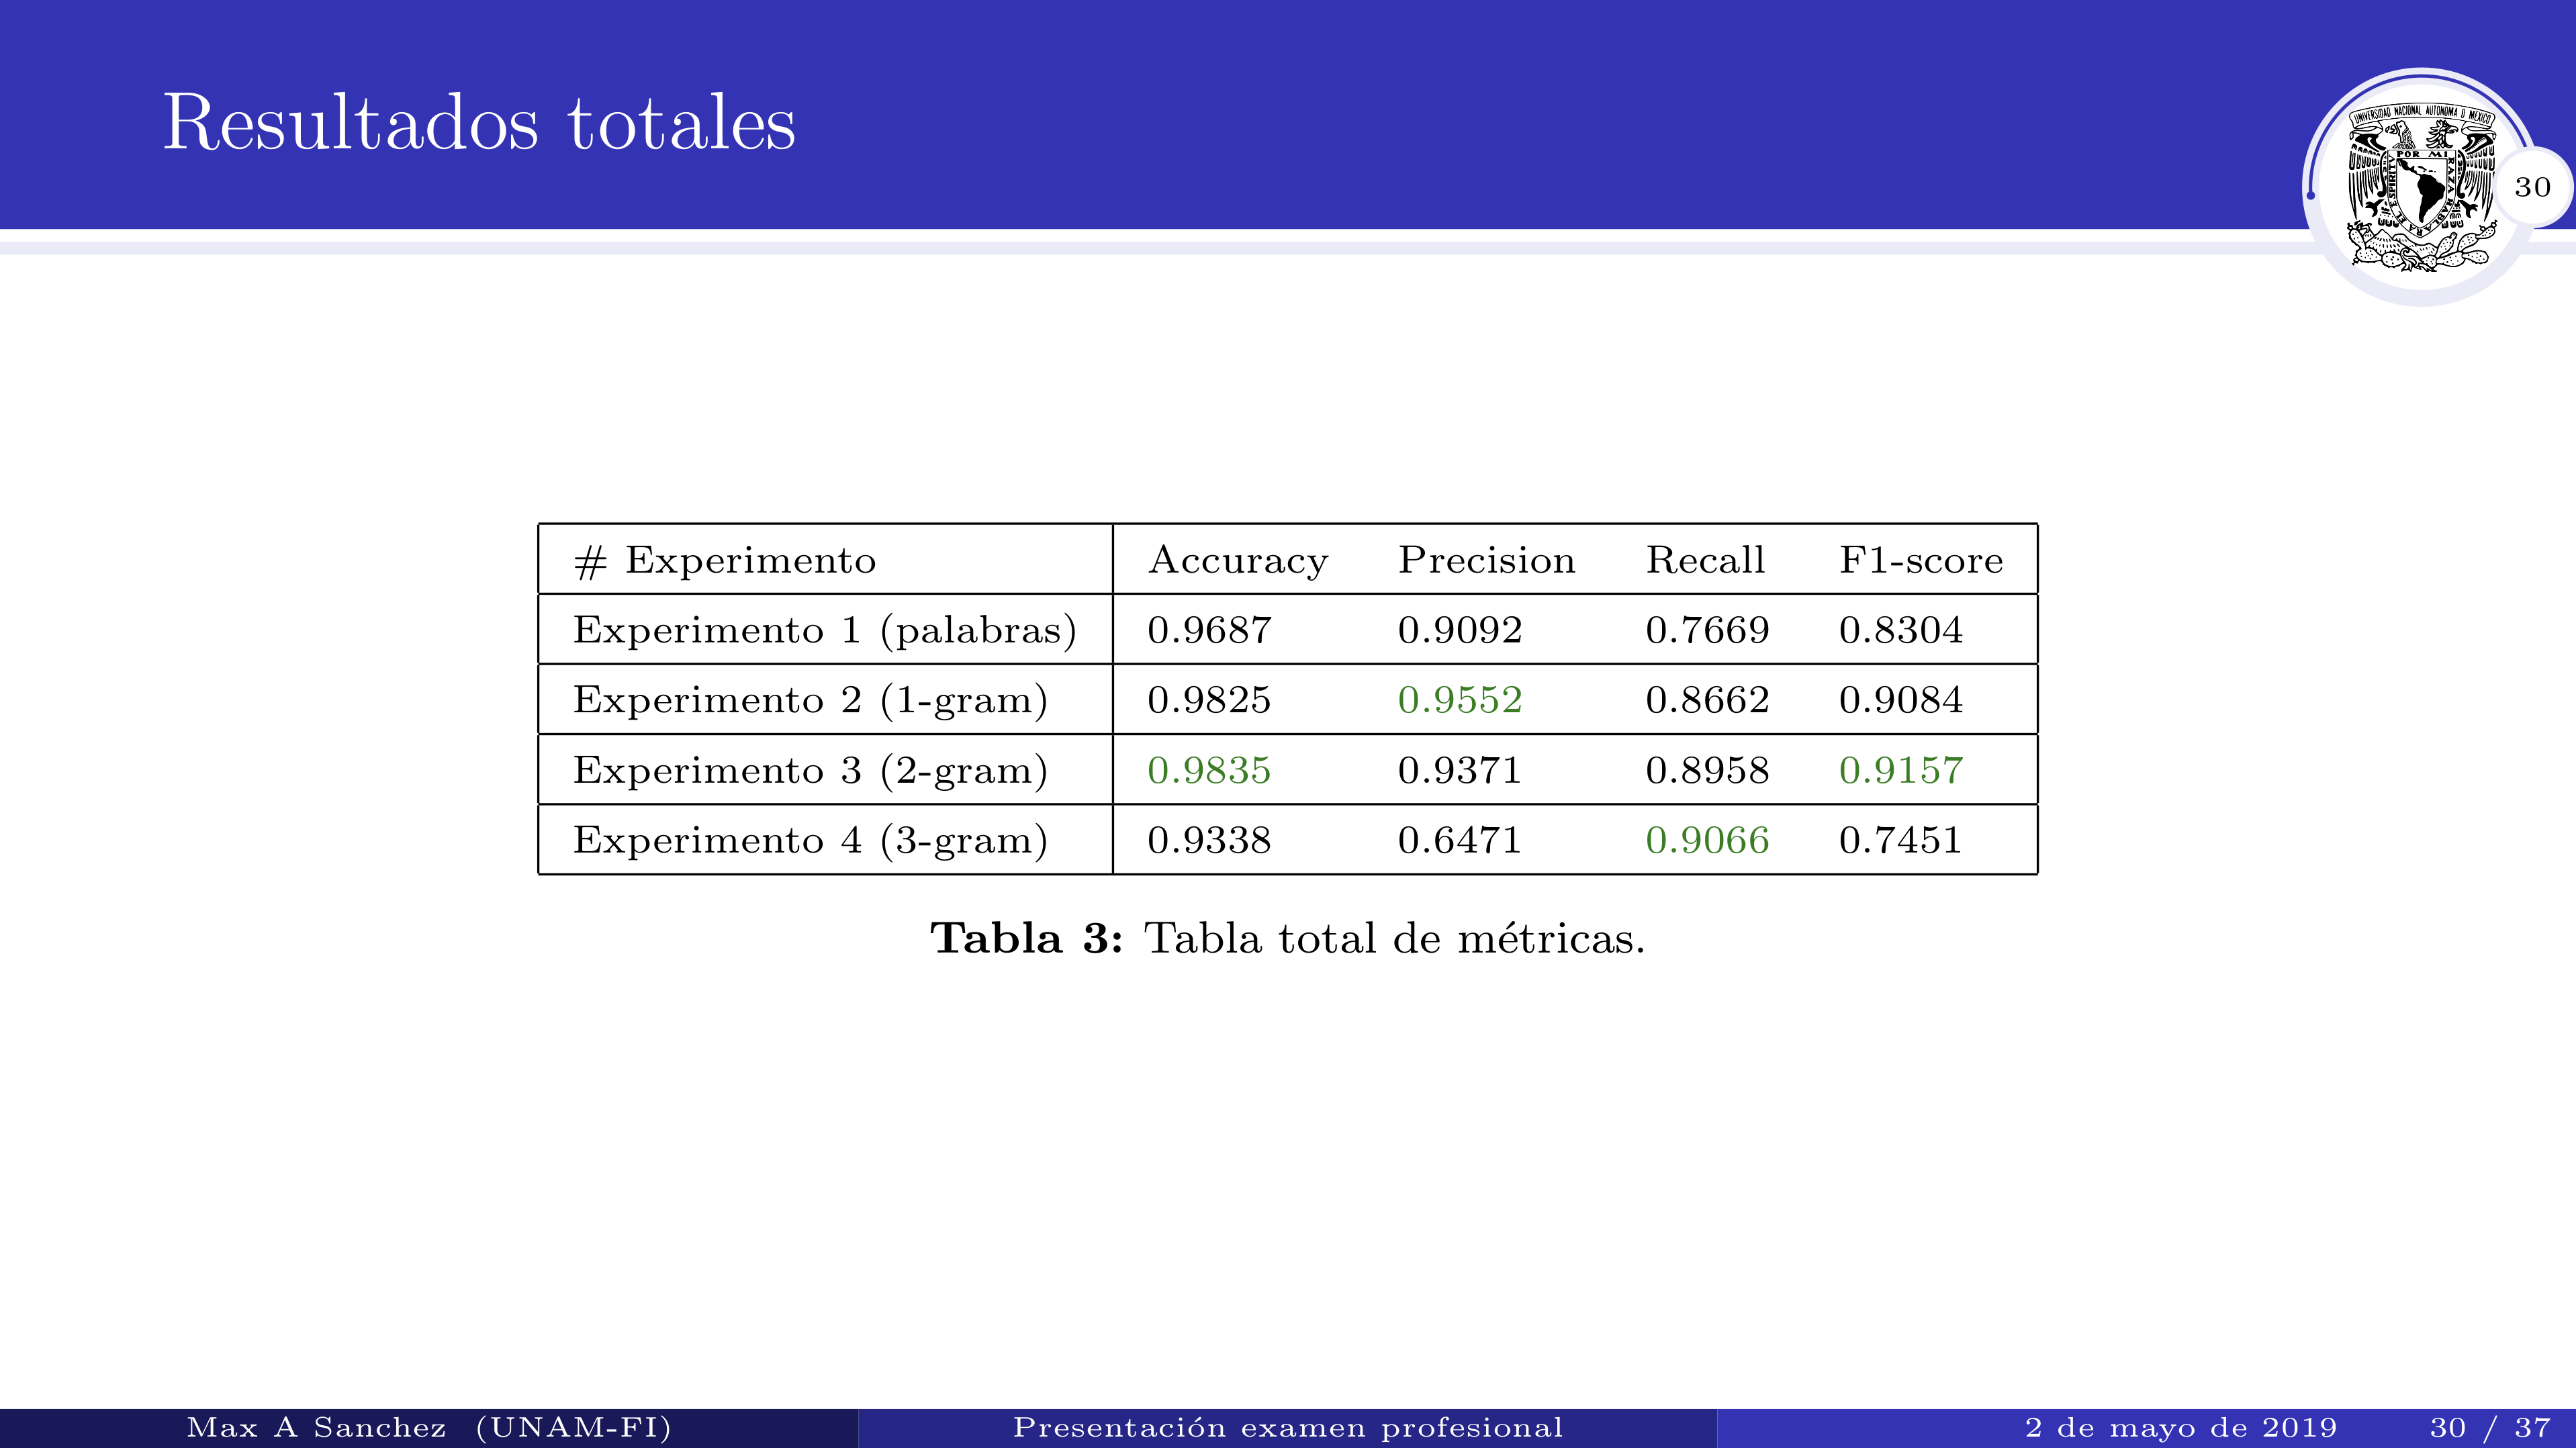 Resultados totales
UNIVERSIDAD NACIONAL AUTONOMA D MEXICO
POR MI RAZA HABLARA EL ESPIRITU
30
# Experimento Accuracy Precision Recall F1-score
Experimento 1 (palabras) 0.9687 0.9092 0.7669 0.8304
Experimento 2 (1-gram) 0.9825 0.9552 0.8662 0.9084
Experimento 3 (2-gram) 0.9835 0.9371 0.8958 0.9157
Experimento 4 (3-gram) 0.9338 0.6471 0.9066 0.7451
Tabla 3: Tabla total de métricas.
Max A Sanchez (UNAM-FI) Presentación examen profesional 2 de mayo de 2019 30 / 37